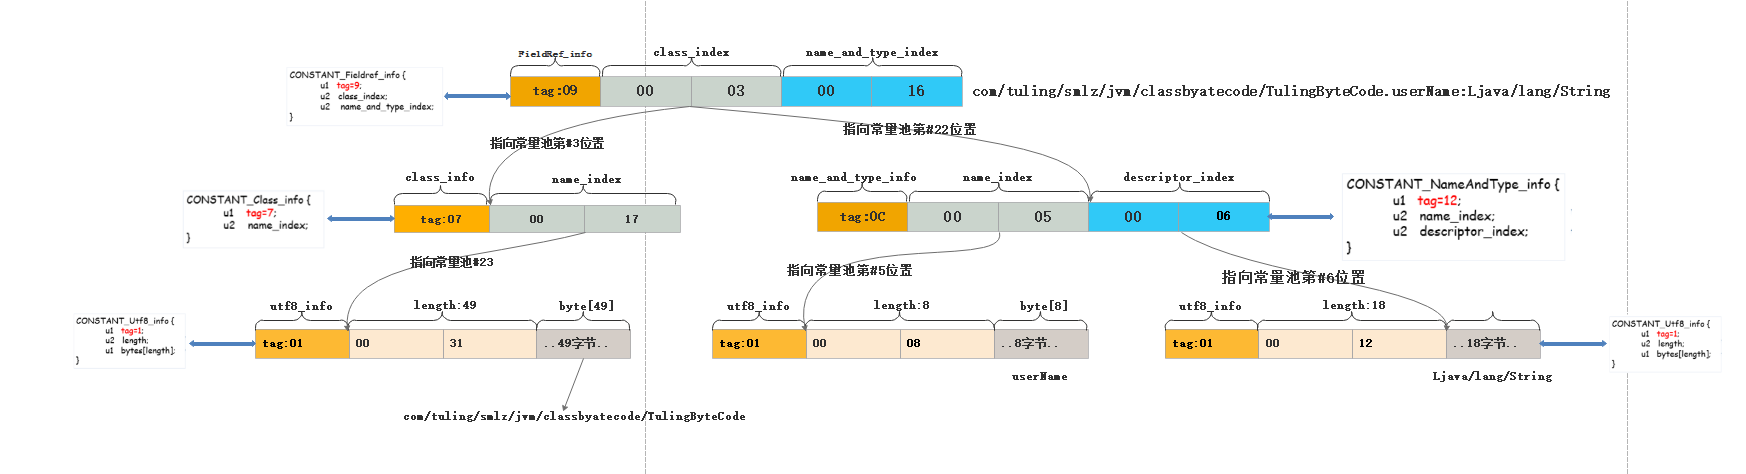 FieldRef_info
class_index
name_and_type_index
CONSTANT_Fieldref_info {
u1 tag=9;
u2 class_index;
u2 name_and_type_index;
}
tag:09
00
03
00
16
com/tuling/smlz/jvm/classbyatecode/TulingByteCode.userName:Ljava/lang/String
指向常量池第#3位置
指向常量池第#22位置
class_info
name_index
name_and_type_info
name_index
descriptor_index
CONSTANT_Class_info {
u1 tag=7;
u2 name_index;
}
tag:07
00
17
tag:0C
00
05
00
06
CONSTANT_NameAndType_info {
u1 tag=12;
u2 name_index;
u2 descriptor_index;
}
指向常量池#23
指向常量池第#5位置
指向常量池第#6位置
utf8_info
length:49
byte[49]
utf8_info
length:8
byte[8]
utf8_info
length:18
CONSTANT_Utf8_info {
u1 tag=1;
u2 length;
u1 bytes[length];
}
tag:01
00
31
..49字节..
tag:01
00
08
..8字节..
tag:01
00
12
..18字节..
CONSTANT_Utf8_info {
u1 tag=1;
u2 length;
u1 bytes[length];
}
userName
Ljava/lang/String
com/tuling/smlz/jvm/classbyatecode/TulingByteCode